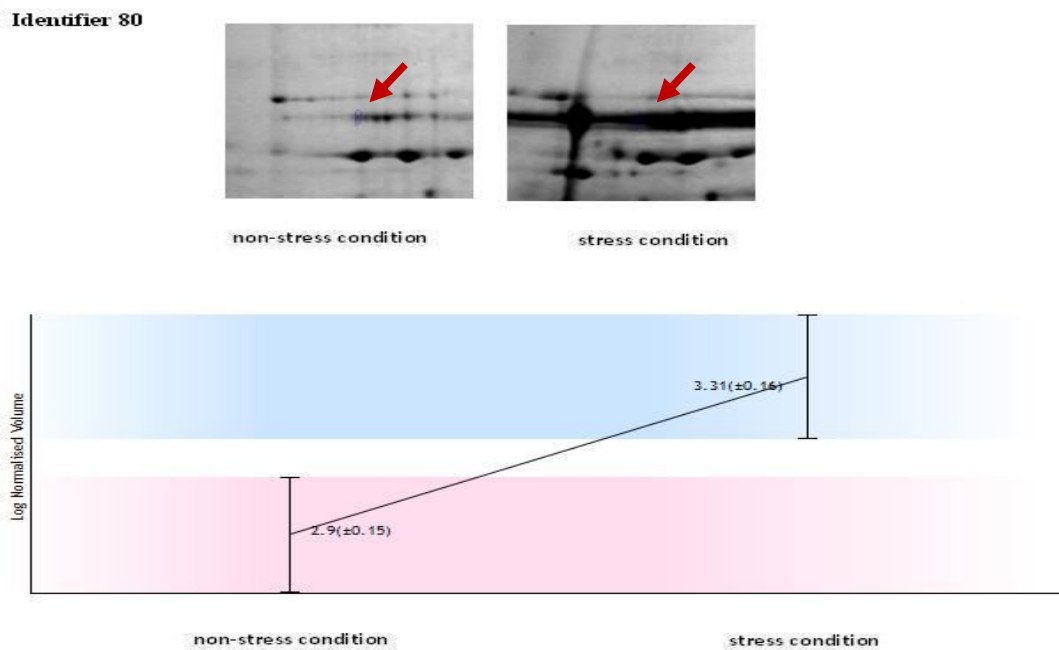 Identifier 80
non-stress condition
stress condition
Log Normalised Volume
3.31(±0.16)
2.9(±0.15)
non-stress condition
stress condition